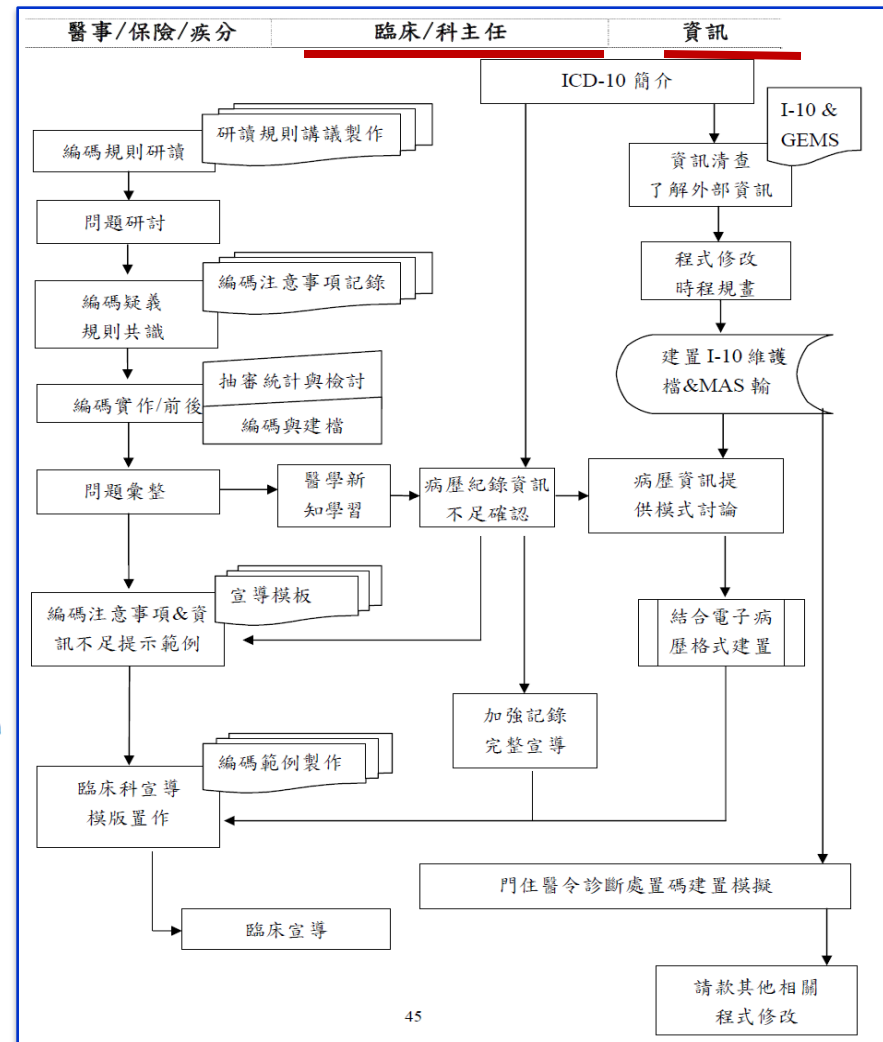 醫事/保險/疾分
臨床/科主任
資訊
ICD-10 簡介
I-10 &
GEMS
研讀規則講議製作
編碼規則研讀
資訊清查
了解外部資訊
問題研討
程式修改
時程規畫
編碼注意事項記錄
編碼疑義
規則共識
建置 I-10 維護
檔&MAS 輸
抽審統計與檢討
編碼實作/前後
編碼與建檔
問題彙整
醫學新
知學習
病歷紀錄資訊
不足確認
病歷資訊提
供模式討論
宣導模板
編碼注意事項&資
訊不足提示範例
結合電子病
歷格式建置
加強記錄
完整宣導
編碼範例製作
臨床科宣導
模版置作
門住醫令診斷處置碼建置模擬
臨床宣導
請款其他相關
程式修改
45